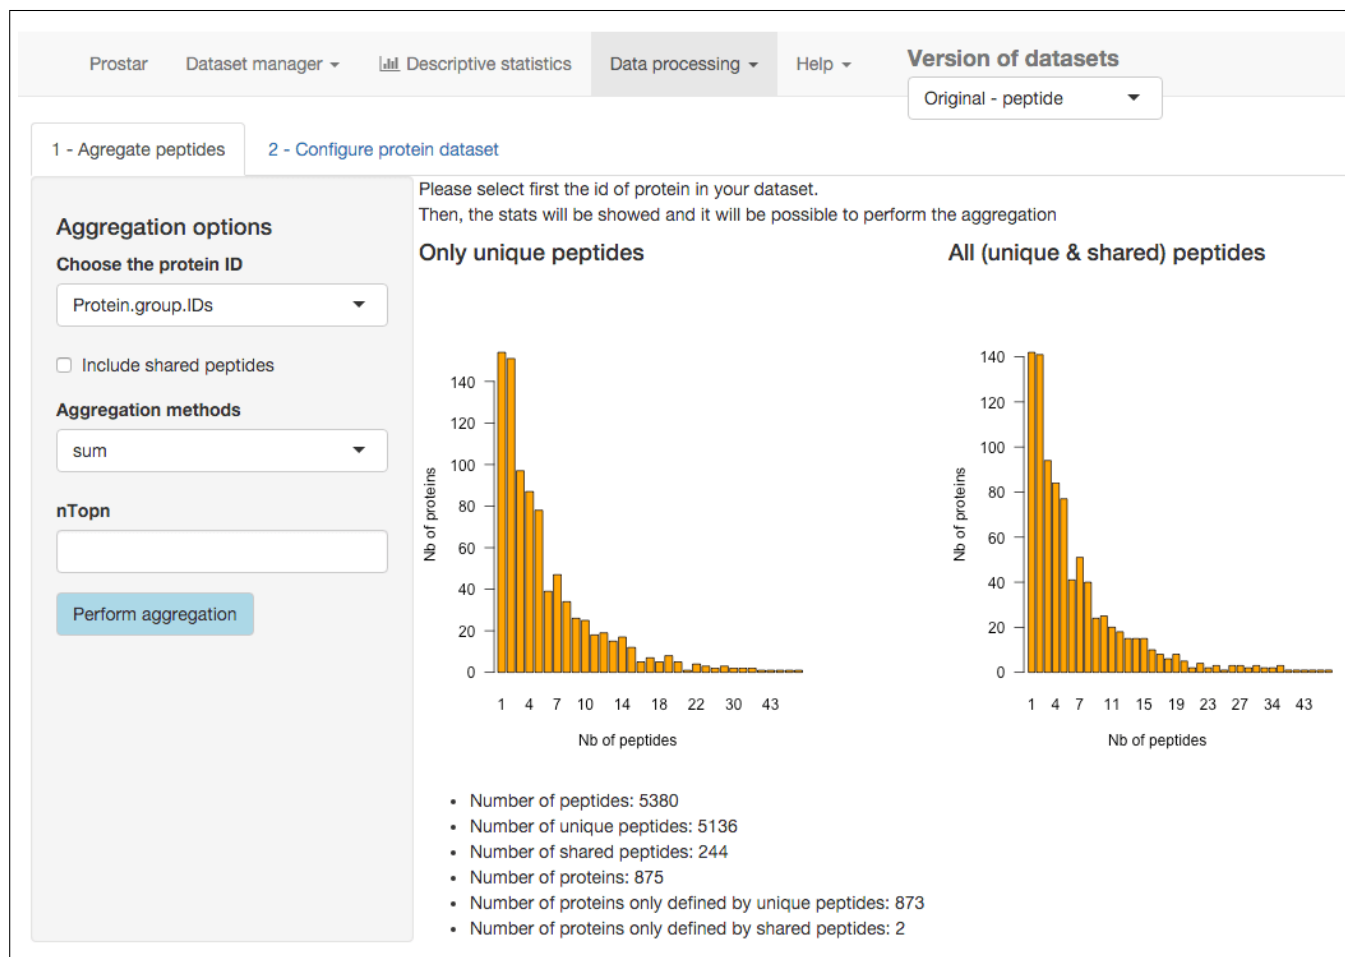 Prostar Dataset manager Descriptive statistics Data processing Help Version of datasets
Original - peptide
1 - Agregate peptides 2 - Configure protein dataset
Aggregation options
Choose the protein ID
Protein.group.IDs
Include shared peptides
Aggregation methods
sum
nTopn
Perform aggregation
Please select first the id of protein in your dataset.
Then, the stats will be showed and it will be possible to perform the aggregation
Only unique peptides
140
120
100
80
60
40
20
0
Nb of proteins
1 4 7 10 14 18 22 30 43
Nb of peptides
All (unique & shared) peptides
140
120
100
80
60
40
20
0
Nb of proteins
1 4 7 11 15 19 23 27 34 43
Nb of peptides
• Number of peptides: 5380
• Number of unique peptides: 5136
• Number of shared peptides: 244
• Number of proteins: 875
• Number of proteins only defined by unique peptides: 873
• Number of proteins only defined by shared peptides: 2